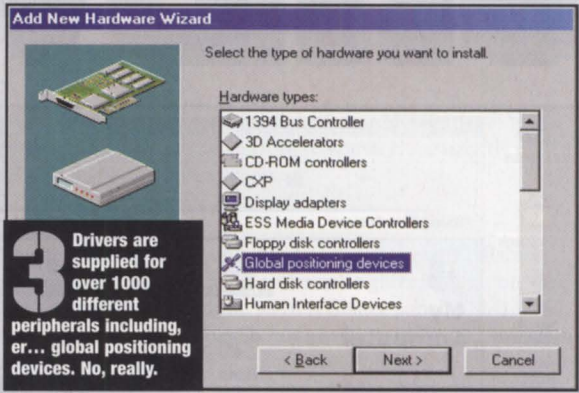 Add New Hardware Wizard
Select the type of hardware you want to install.
Hardware types:
1394 Bus Controller
3D Accelerators
CD-ROM controllers
CXP
Display adapters
ESS Media Device Controllers
Floppy disk controllers
Global positioning devices
Hard disk controllers
Human Interface Devices
3
Drivers are
supplied for
over 1000
different
peripherals including,
er... global positioning
devices. No, really.
< Back
Next >
Cancel